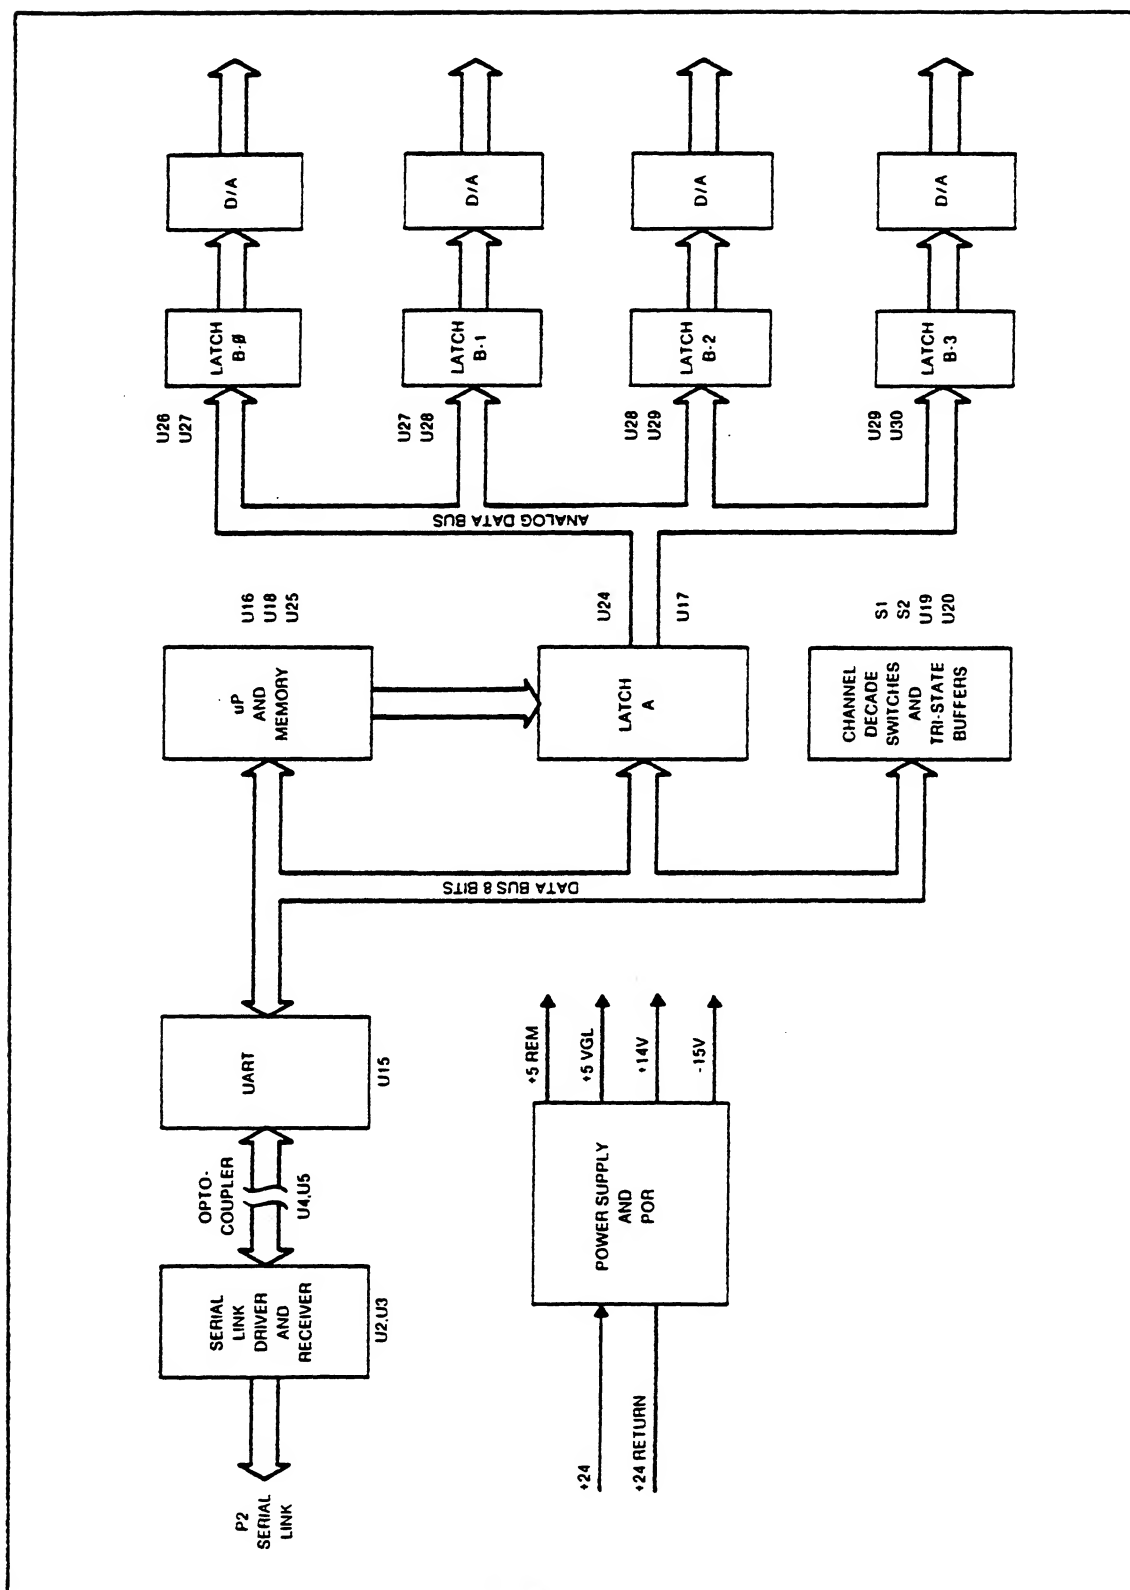 P2
SERIAL
LINK
SERIAL
LINK
DRIVER
AND
RECEIVER
U2,U3
OPTO-
COUPLER
U4,U5
UART
U15
DATA BUS 8 BITS
uP
AND
MEMORY
U16
U18
U25
LATCH
A
U24
U17
CHANNEL
DECADE
SWITCHES
AND
TRI-STATE
BUFFERS
S1
S2
U19
U20
ANALOG DATA BUS
U26
U27
LATCH
B-Ø
D/A
U27
U28
LATCH
B-1
D/A
U28
U29
LATCH
B-2
D/A
U29
U30
LATCH
B-3
D/A
+24
+24 RETURN
POWER SUPPLY
AND
POR
+5 REM
+5 VGL
+14V
-15V